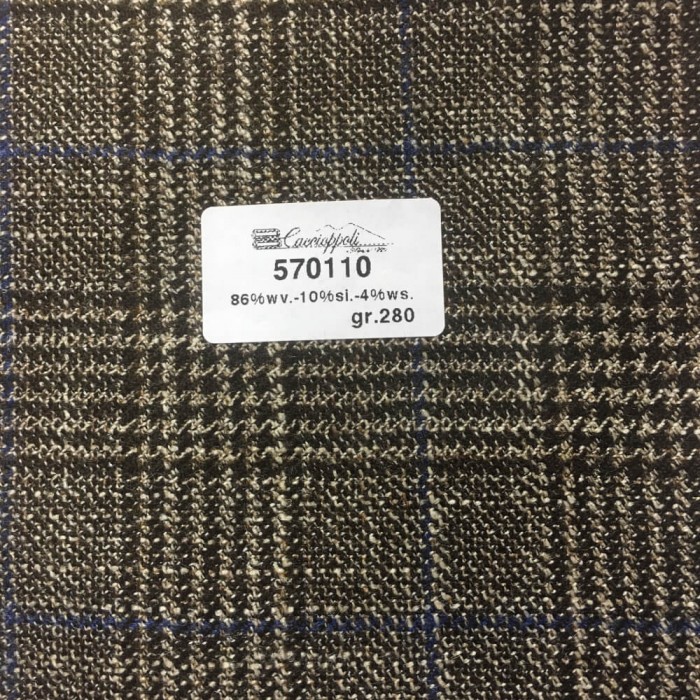 Caccioppoli
570110
86%wv.-10%si.-4%ws.
gr.280